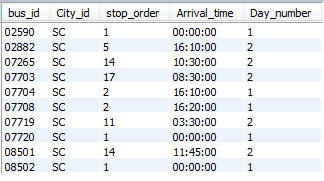 bus_id City_id stop_order Arrival_time Day_number
02590 SC 1 00:00:00 1
02882 SC 5 16:10:00 2
07265 SC 14 10:30:00 2
07703 SC 17 08:30:00 2
07704 SC 2 16:10:00 1
07708 SC 2 16:20:00 1
07719 SC 11 03:30:00 2
07720 SC 1 00:00:00 1
08501 SC 14 11:45:00 2
08502 SC 1 00:00:00 1